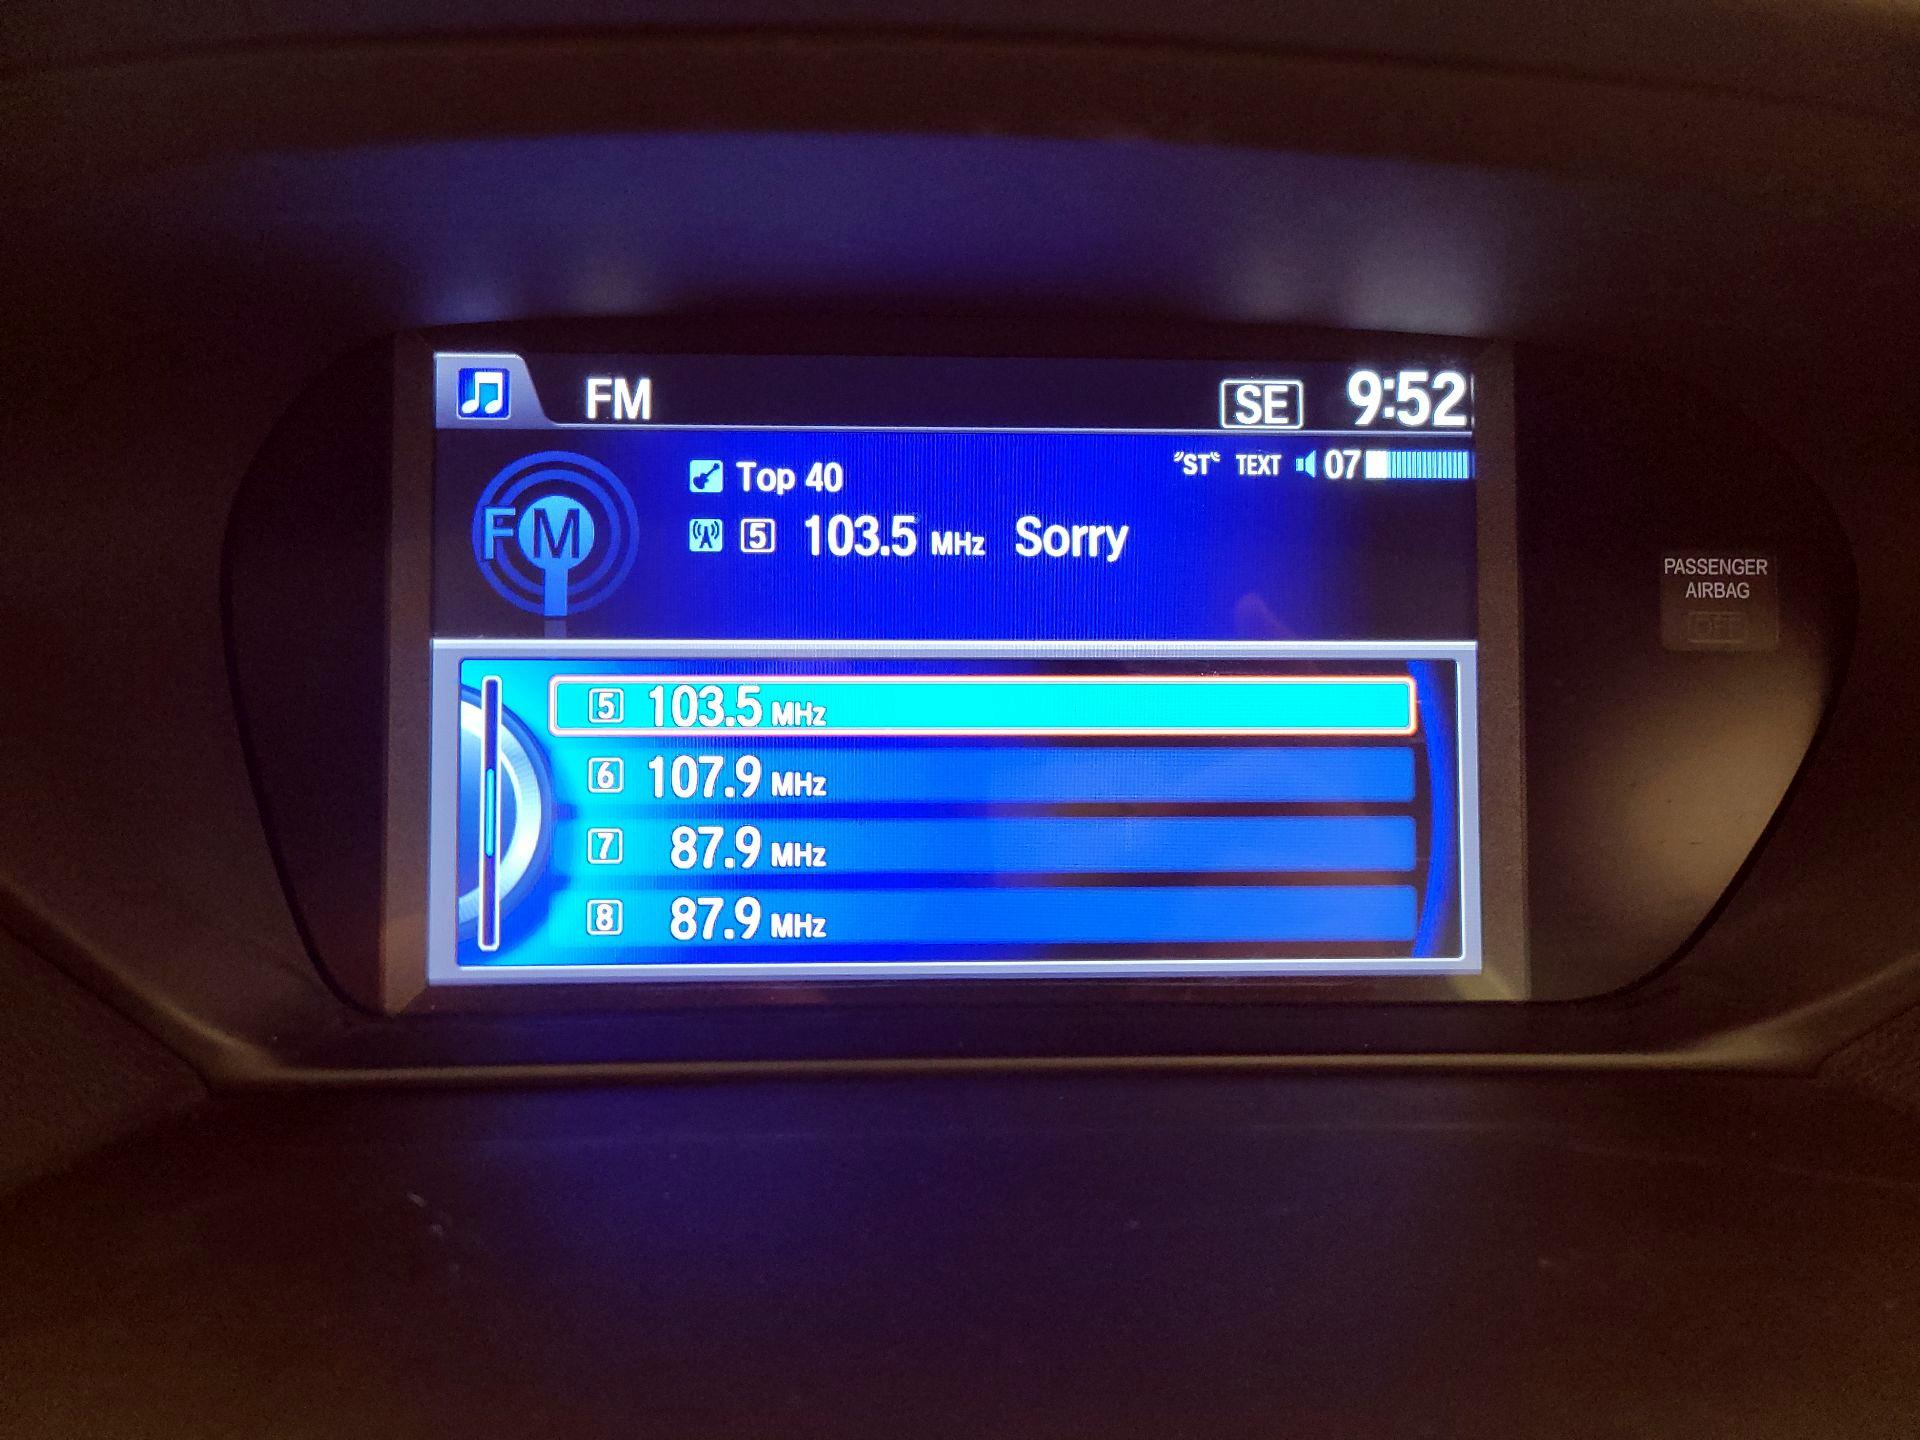 FM SE 9:52
Top 40 "ST" TEXT 07
FM 5 103.5 MHz Sorry
5 103.5 MHz
6 107.9 MHz
7 87.9 MHz
8 87.9 MHz
PASSENGER
AIRBAG
OFF